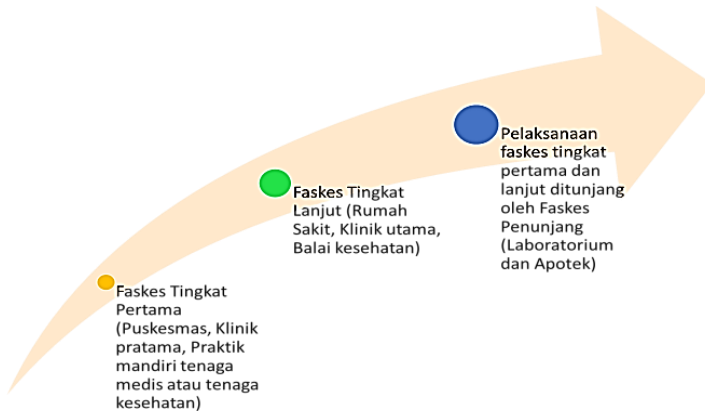 Faskes Tingkat
Pertama
(Puskesmas, Klinik
pratama, Praktik
mandiri tenaga
medis atau tenaga
kesehatan)
Faskes Tingkat
Lanjut (Rumah
Sakit, Klinik utama,
Balai kesehatan)
Pelaksanaan
faskes tingkat
pertama dan
lanjut ditunjang
oleh Faskes
Penunjang
(Laboratorium
dan Apotek)